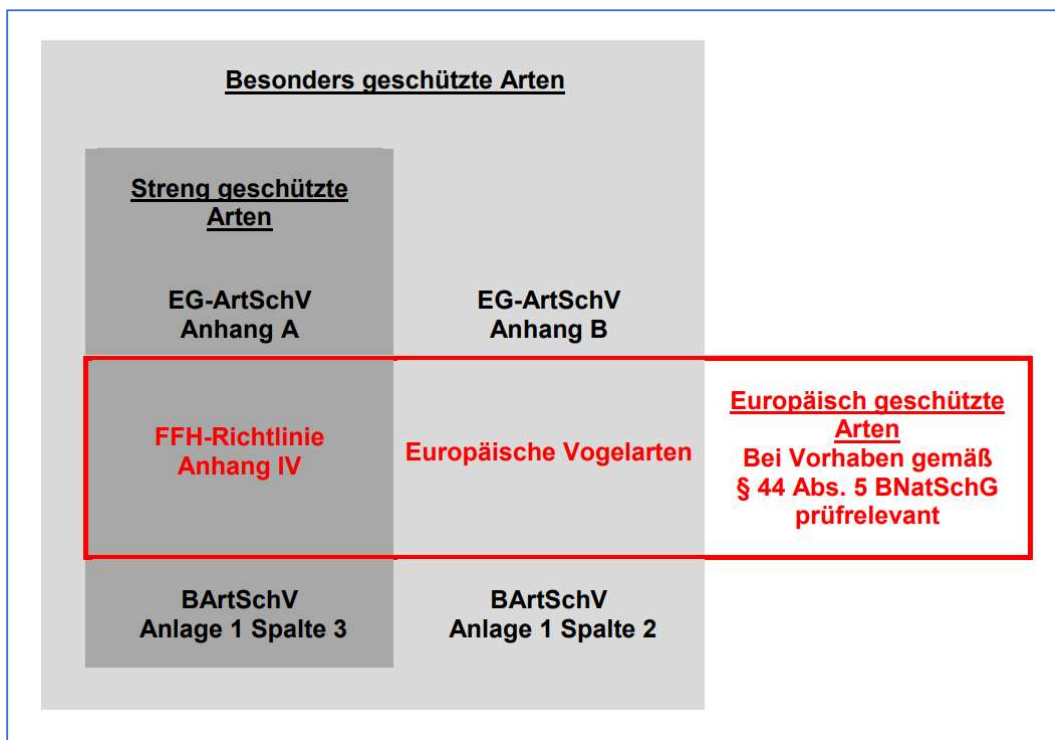 Besonders geschützte Arten
Streng geschützte
Arten
EG-ArtSchV
Anhang A
EG-ArtSchV
Anhang B
FFH-Richtlinie
Anhang IV
Europäische Vogelarten
Europäisch geschützte
Arten
Bei Vorhaben gemäß
§ 44 Abs. 5 BNatSchG
prüfrelevant
BArtSchV
Anlage 1 Spalte 3
BArtSchV
Anlage 1 Spalte 2